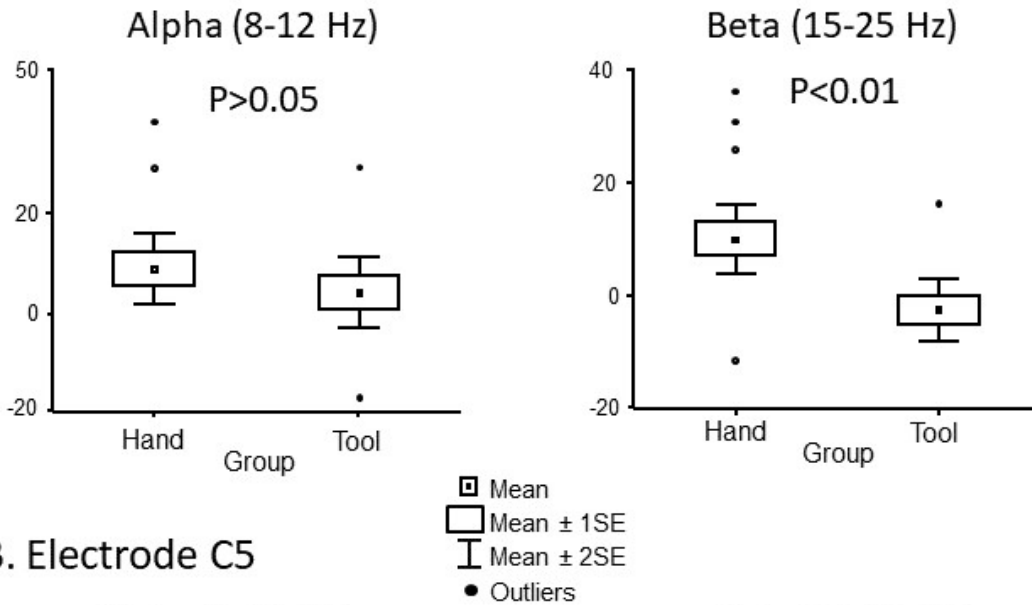 Alpha (8-12 Hz)
50
P>0.05
20
0
-20
Hand
Tool
Group
Beta (15-25 Hz)
40
P<0.01
20
0
-20
Hand
Tool
Group
Mean
Mean ± 1SE
Mean ± 2SE
Outliers
. Electrode C5